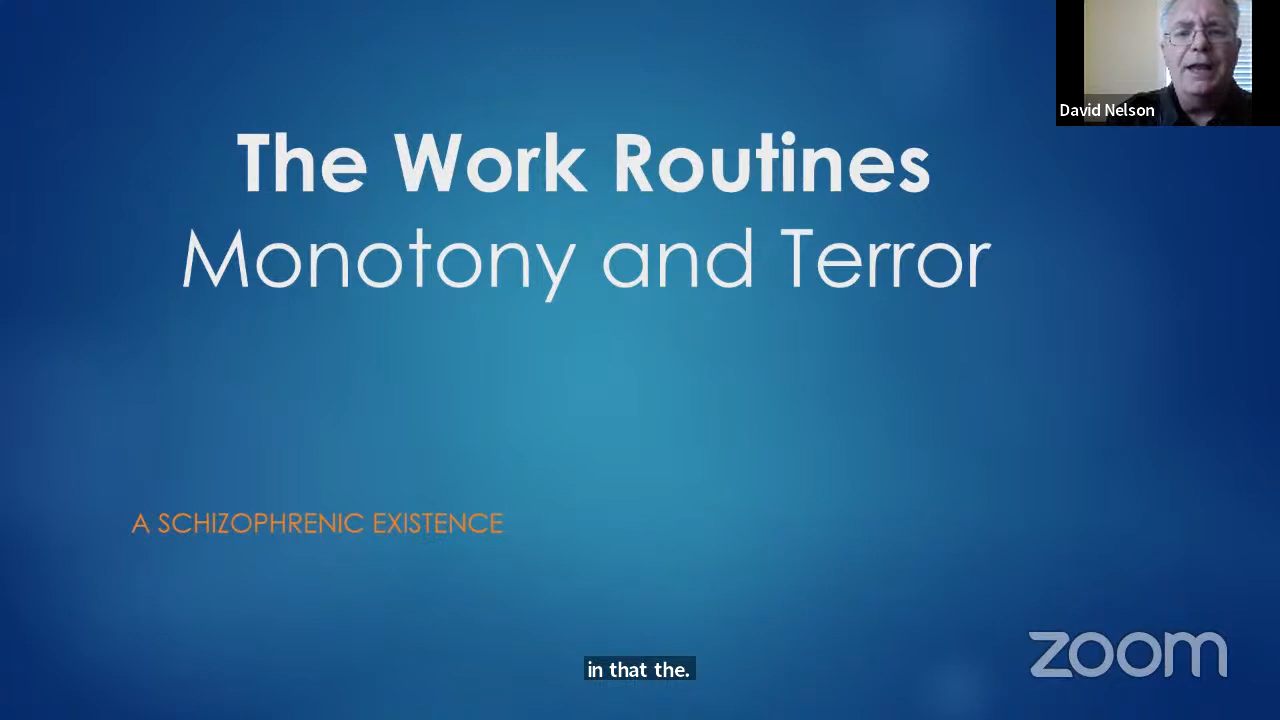 David Nelson
The Work Routines
Monotony and Terror
A SCHIZOPHRENIC EXISTENCE
zoom
in that the.